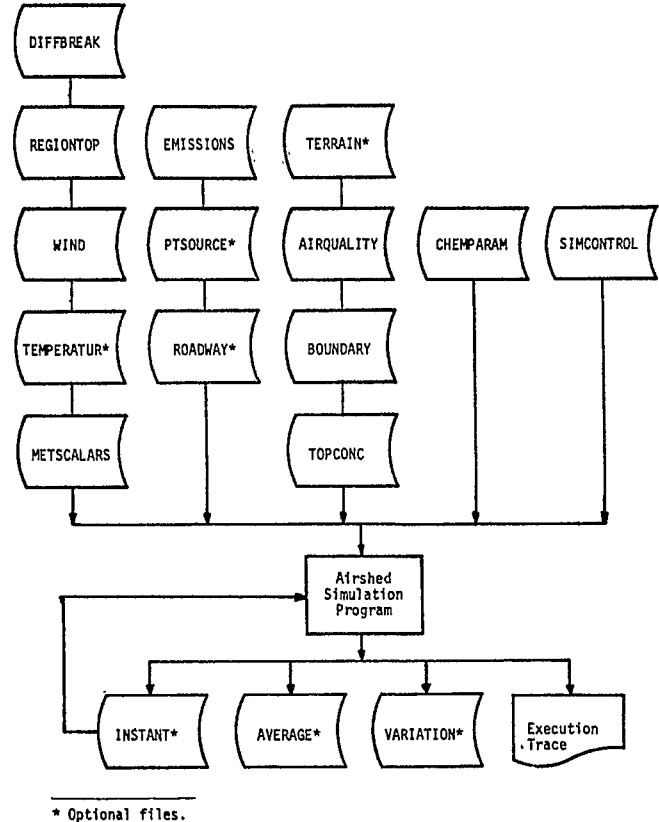 DIFFBREAK
REGIONTOP
EMISSIONS
TERRAIN*
WIND
PTSOURCE*
AIRQUALITY
CHEMPARAM
SIMCONTROL
TEMPERATUR*
ROADWAY*
BOUNDARY
METSCALARS
TOPCONC
Airshed
Simulation
Program
INSTANT*
AVERAGE*
VARIATION*
Execution
Trace
* Optional files.